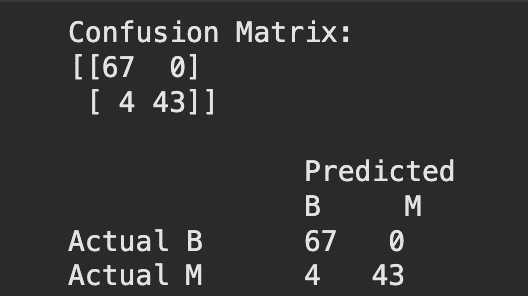 Confusion Matrix:
[[67  0]
 [ 4 43]]
Predicted
B     M
Actual B      67   0
Actual M      4   43